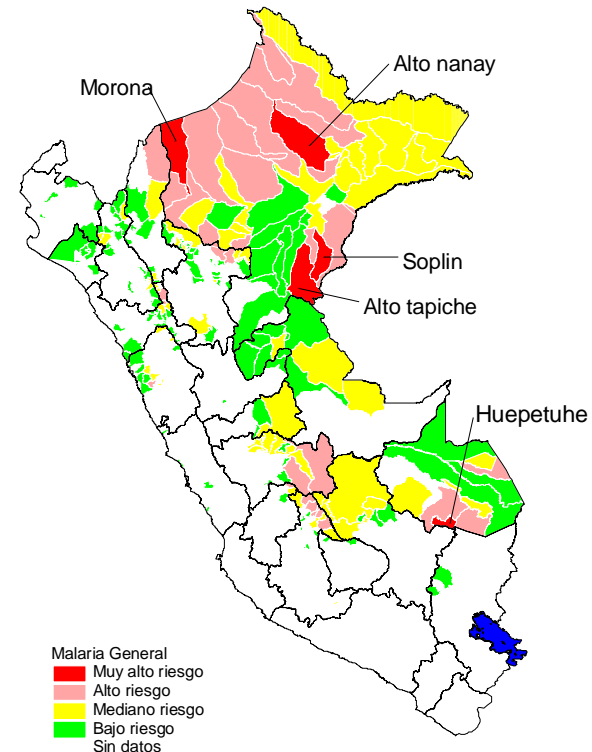 Alto nanay
Morona
Soplin
Alto tapiche
Huepetuhe
Malaria General
Muy alto riesgo
Alto riesgo
Mediano riesgo
Bajo riesgo
Sin datos